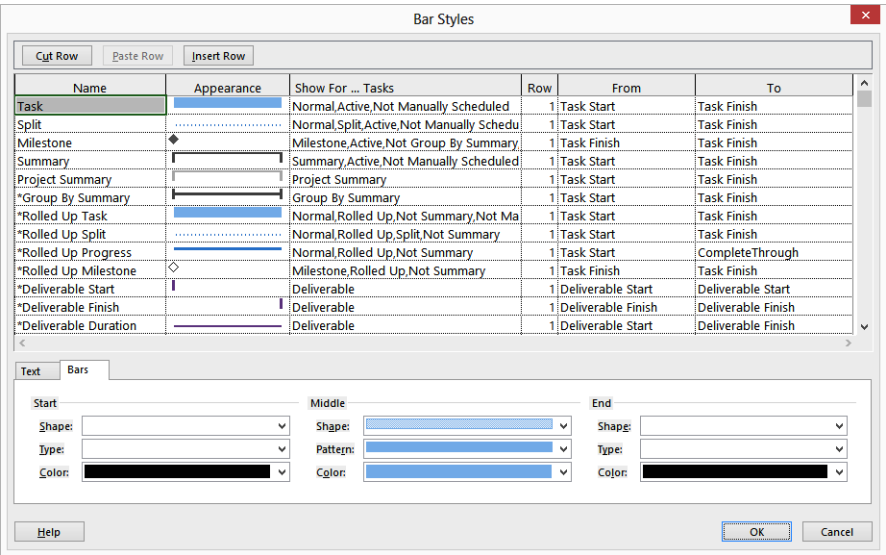 Bar Styles
Cut Row Paste Row Insert Row
Name Appearance Show For ... Tasks Row From To
Task Normal,Active,Not Manually Scheduled 1 Task Start Task Finish
Split Normal,Split,Active,Not Manually Schedu 1 Task Start Task Finish
Milestone Milestone,Active,Not Group By Summary, 1 Task Finish Task Finish
Summary Summary,Active,Not Manually Scheduled 1 Task Start Task Finish
Project Summary Project Summary 1 Task Start Task Finish
*Group By Summary Group By Summary 1 Task Start Task Finish
*Rolled Up Task Normal,Rolled Up,Not Summary,Not Ma 1 Task Start Task Finish
*Rolled Up Split Normal,Rolled Up,Split,Not Summary 1 Task Start Task Finish
*Rolled Up Progress Normal,Rolled Up,Not Summary 1 Task Start CompleteThrough
*Rolled Up Milestone Milestone,Rolled Up,Not Summary 1 Task Finish Task Finish
*Deliverable Start Deliverable 1 Deliverable Start Deliverable Start
*Deliverable Finish Deliverable 1 Deliverable Finish Deliverable Finish
*Deliverable Duration Deliverable 1 Deliverable Start Deliverable Finish
Text Bars
Start Middle End
Shape: Shape: Shape:
Type: Pattern: Type:
Color: Color: Color:
Help OK Cancel